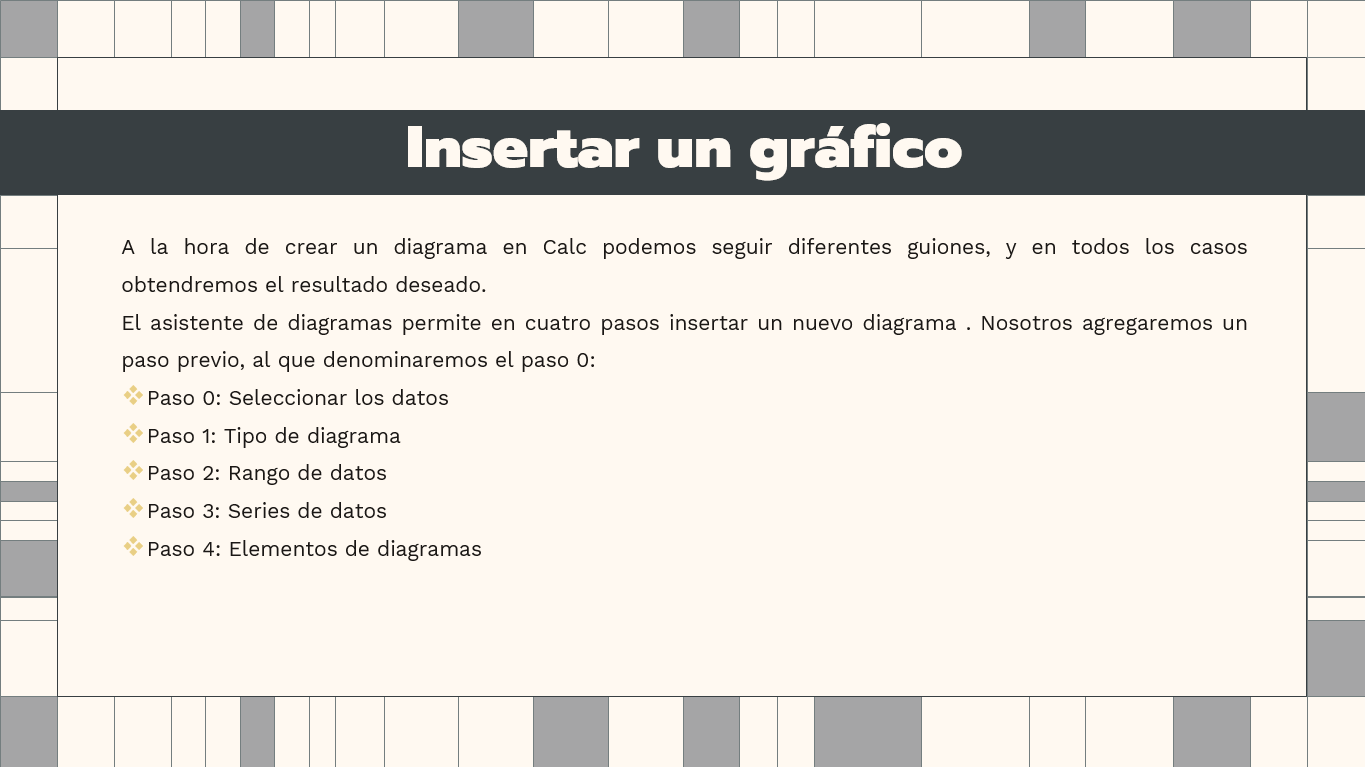 Insertar un gráfico
A la hora de crear un diagrama en Calc podemos seguir diferentes guiones, y en todos los casos
obtendremos el resultado deseado.
El asistente de diagramas permite en cuatro pasos insertar un nuevo diagrama . Nosotros agregaremos un
paso previo, al que denominaremos el paso 0:
❖Paso 0: Seleccionar los datos
❖Paso 1: Tipo de diagrama
❖Paso 2: Rango de datos
❖Paso 3: Series de datos
❖Paso 4: Elementos de diagramas